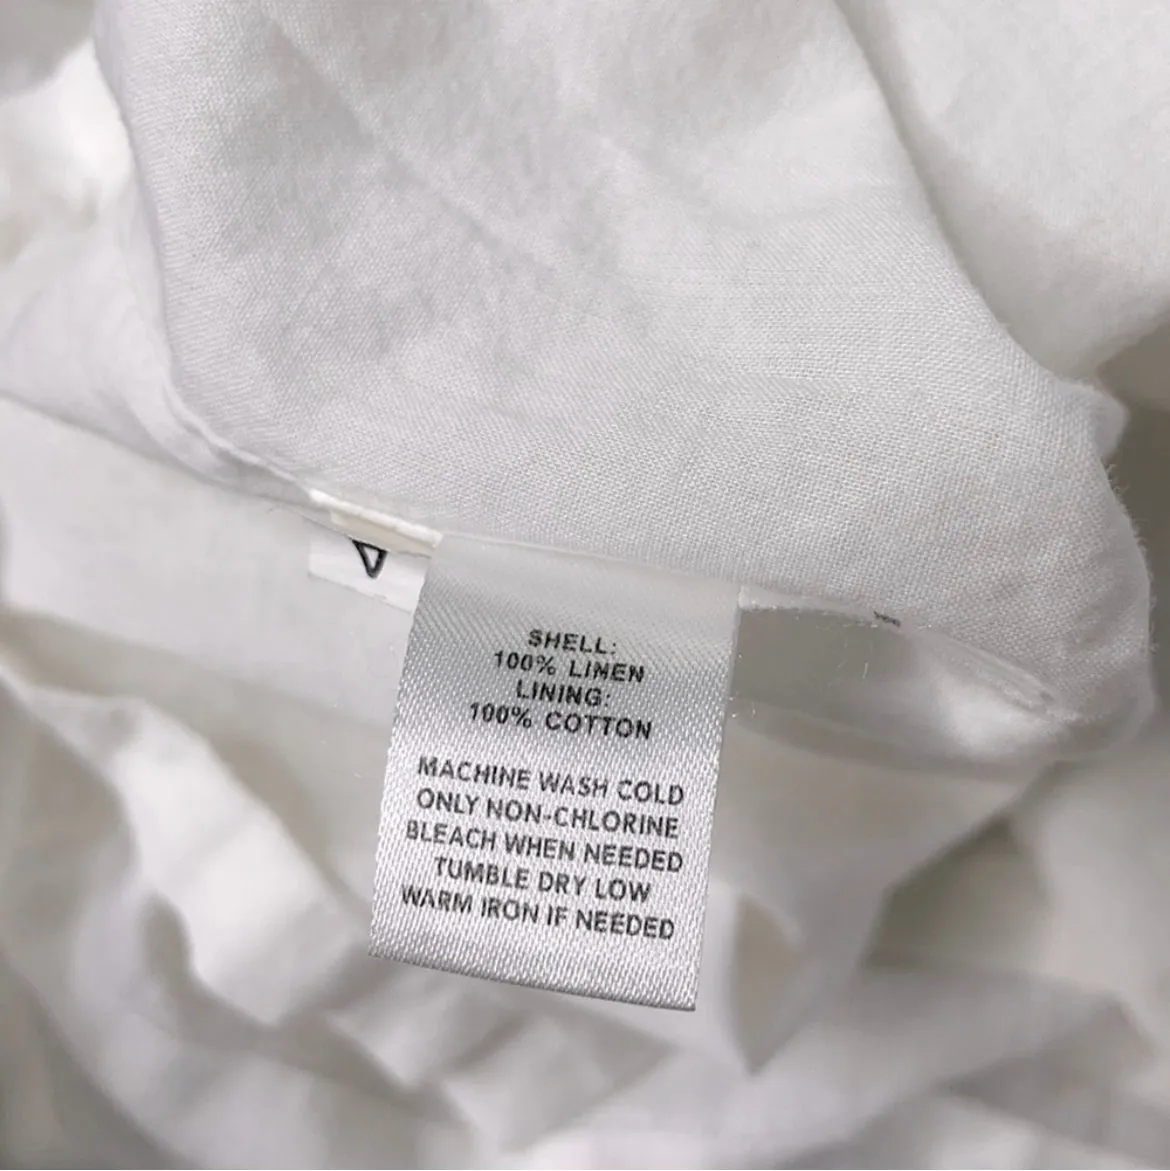 SHELL:
100% LINEN
LINING:
100% COTTON
MACHINE WASH COLD
ONLY NON-CHLORINE
BLEACH WHEN NEEDED
TUMBLE DRY LOW
WARM IRON IF NEEDED